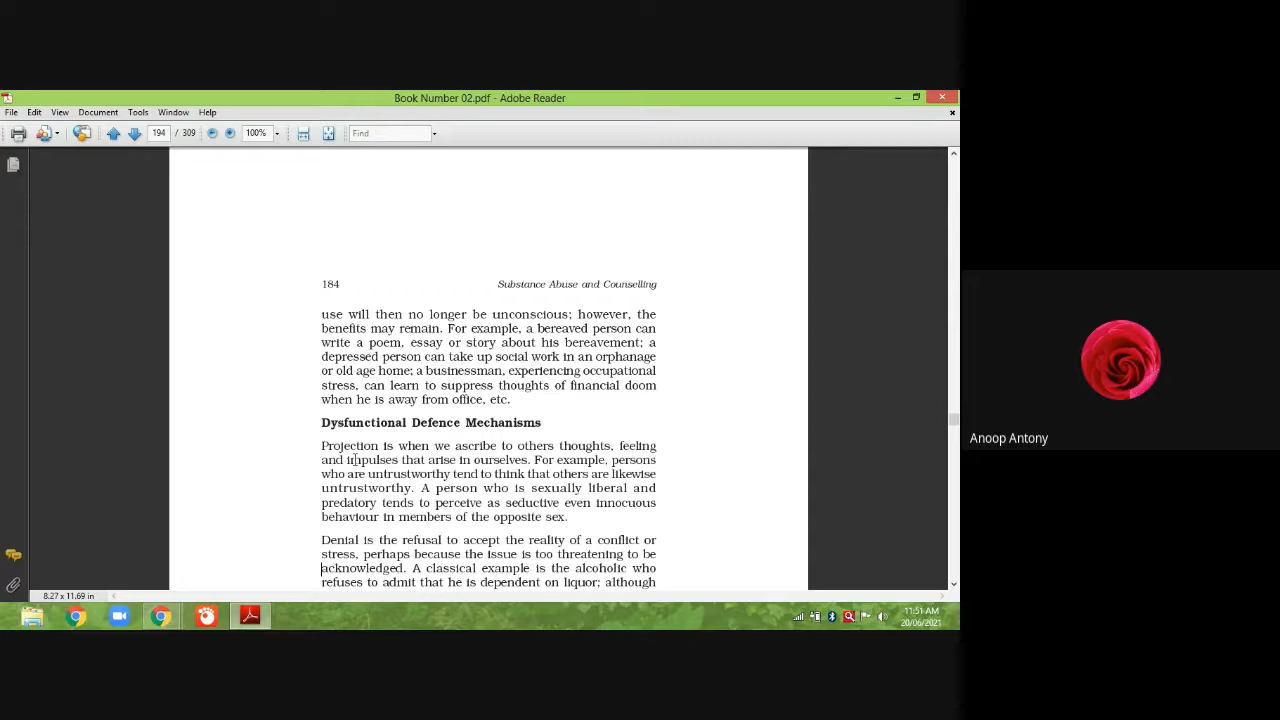 Book Number 02.pdf - Adobe Reader
File Edit View Document Tools Window Help
194 / 309 100% Find
184 Substance Abuse and Counselling
use will then no longer be unconscious; however, the
benefits may remain. For example, a bereaved person can
write a poem, essay or story about his bereavement; a
depressed person can take up social work in an orphanage
or old age home; a businessman, experiencing occupational
stress, can learn to suppress thoughts of financial doom
when he is away from office, etc.
Dysfunctional Defence Mechanisms
Projection is when we ascribe to others thoughts, feeling
and impulses that arise in ourselves. For example, persons
who are untrustworthy tend to think that others are likewise
untrustworthy. A person who is sexually liberal and
predatory tends to perceive as seductive even innocuous
behaviour in members of the opposite sex.
Denial is the refusal to accept the reality of a conflict or
stress, perhaps because the issue is too threatening to be
acknowledged. A classical example is the alcoholic who
refuses to admit that he is dependent on liquor; although
8.27 x 11.69 in
11:51 AM
20/06/2021
Anoop Antony